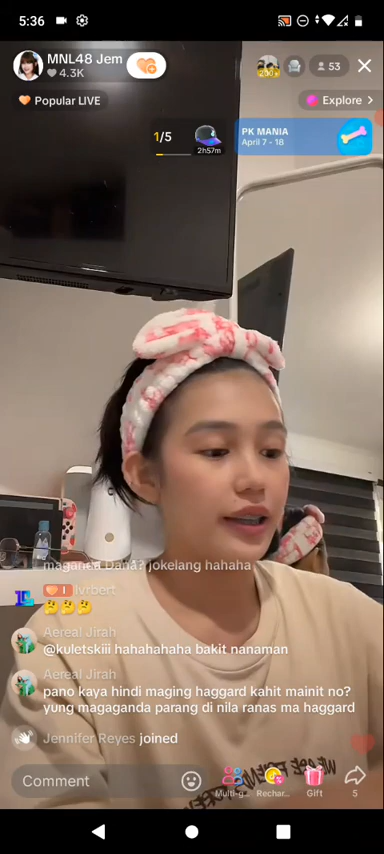 5:36
MNL48 Jem
4.3K
53
Popular LIVE
Explore >
1/5
2h57m
PK MANIA
April 7 - 18
maganda Dana? jokelang hahaha
lvrbert
🤔🤔🤔
Aereal Jirah
@kuletskiii hahahahaha bakit nanaman
Aereal Jirah
pano kaya hindi maging haggard kahit mainit no?
yung magaganda parang di nila ranas ma haggard
Jennifer Reyes joined
Comment
Multi-g...
Rechar...
Gift
5